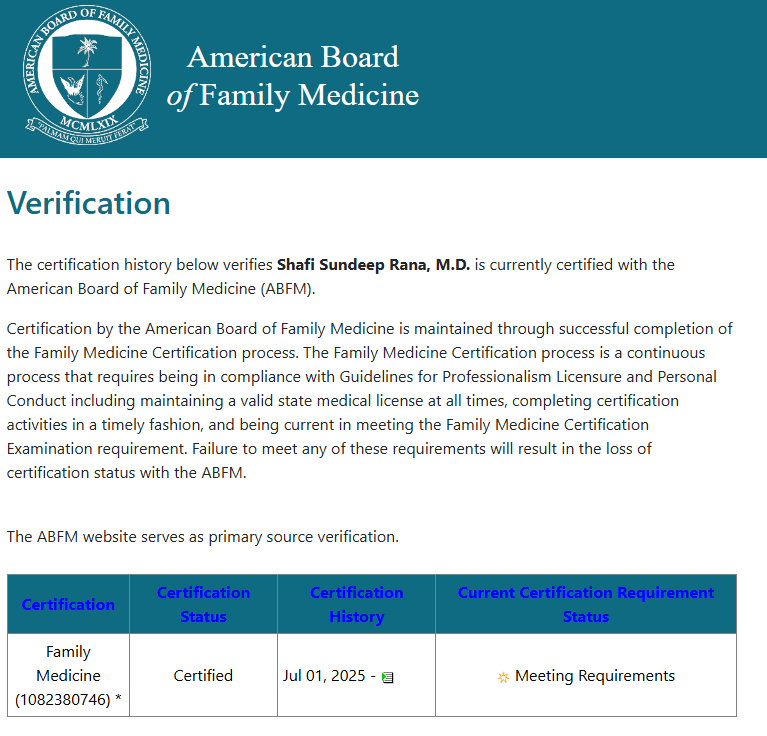 AMERICAN BOARD OF FAMILY MEDICINE
MCMLXIX
"PALMAM QUI MERUIT FERAT"
American Board
of Family Medicine
Verification
The certification history below verifies Shafi Sundeep Rana, M.D. is currently certified with the
American Board of Family Medicine (ABFM).
Certification by the American Board of Family Medicine is maintained through successful completion of
the Family Medicine Certification process. The Family Medicine Certification process is a continuous
process that requires being in compliance with Guidelines for Professionalism Licensure and Personal
Conduct including maintaining a valid state medical license at all times, completing certification
activities in a timely fashion, and being current in meeting the Family Medicine Certification
Examination requirement. Failure to meet any of these requirements will result in the loss of
certification status with the ABFM.
The ABFM website serves as primary source verification.
Certification
Certification
Status
Certification
History
Current Certification Requirement
Status
Family
Medicine
(1082380746) *
Certified
Jul 01, 2025 -
Meeting Requirements